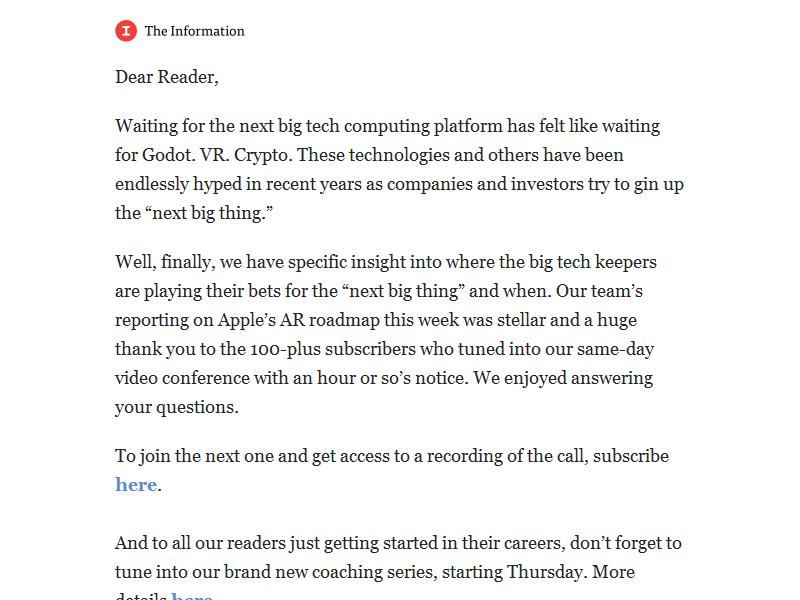 The Information
Dear Reader,
Waiting for the next big tech computing platform has felt like waiting
for Godot. VR. Crypto. These technologies and others have been
endlessly hyped in recent years as companies and investors try to gin up
the “next big thing.”
Well, finally, we have specific insight into where the big tech keepers
are playing their bets for the “next big thing” and when. Our team’s
reporting on Apple’s AR roadmap this week was stellar and a huge
thank you to the 100-plus subscribers who tuned into our same-day
video conference with an hour or so’s notice. We enjoyed answering
your questions.
To join the next one and get access to a recording of the call, subscribe
here.
And to all our readers just getting started in their careers, don’t forget to
tune into our brand new coaching series, starting Thursday. More
details here